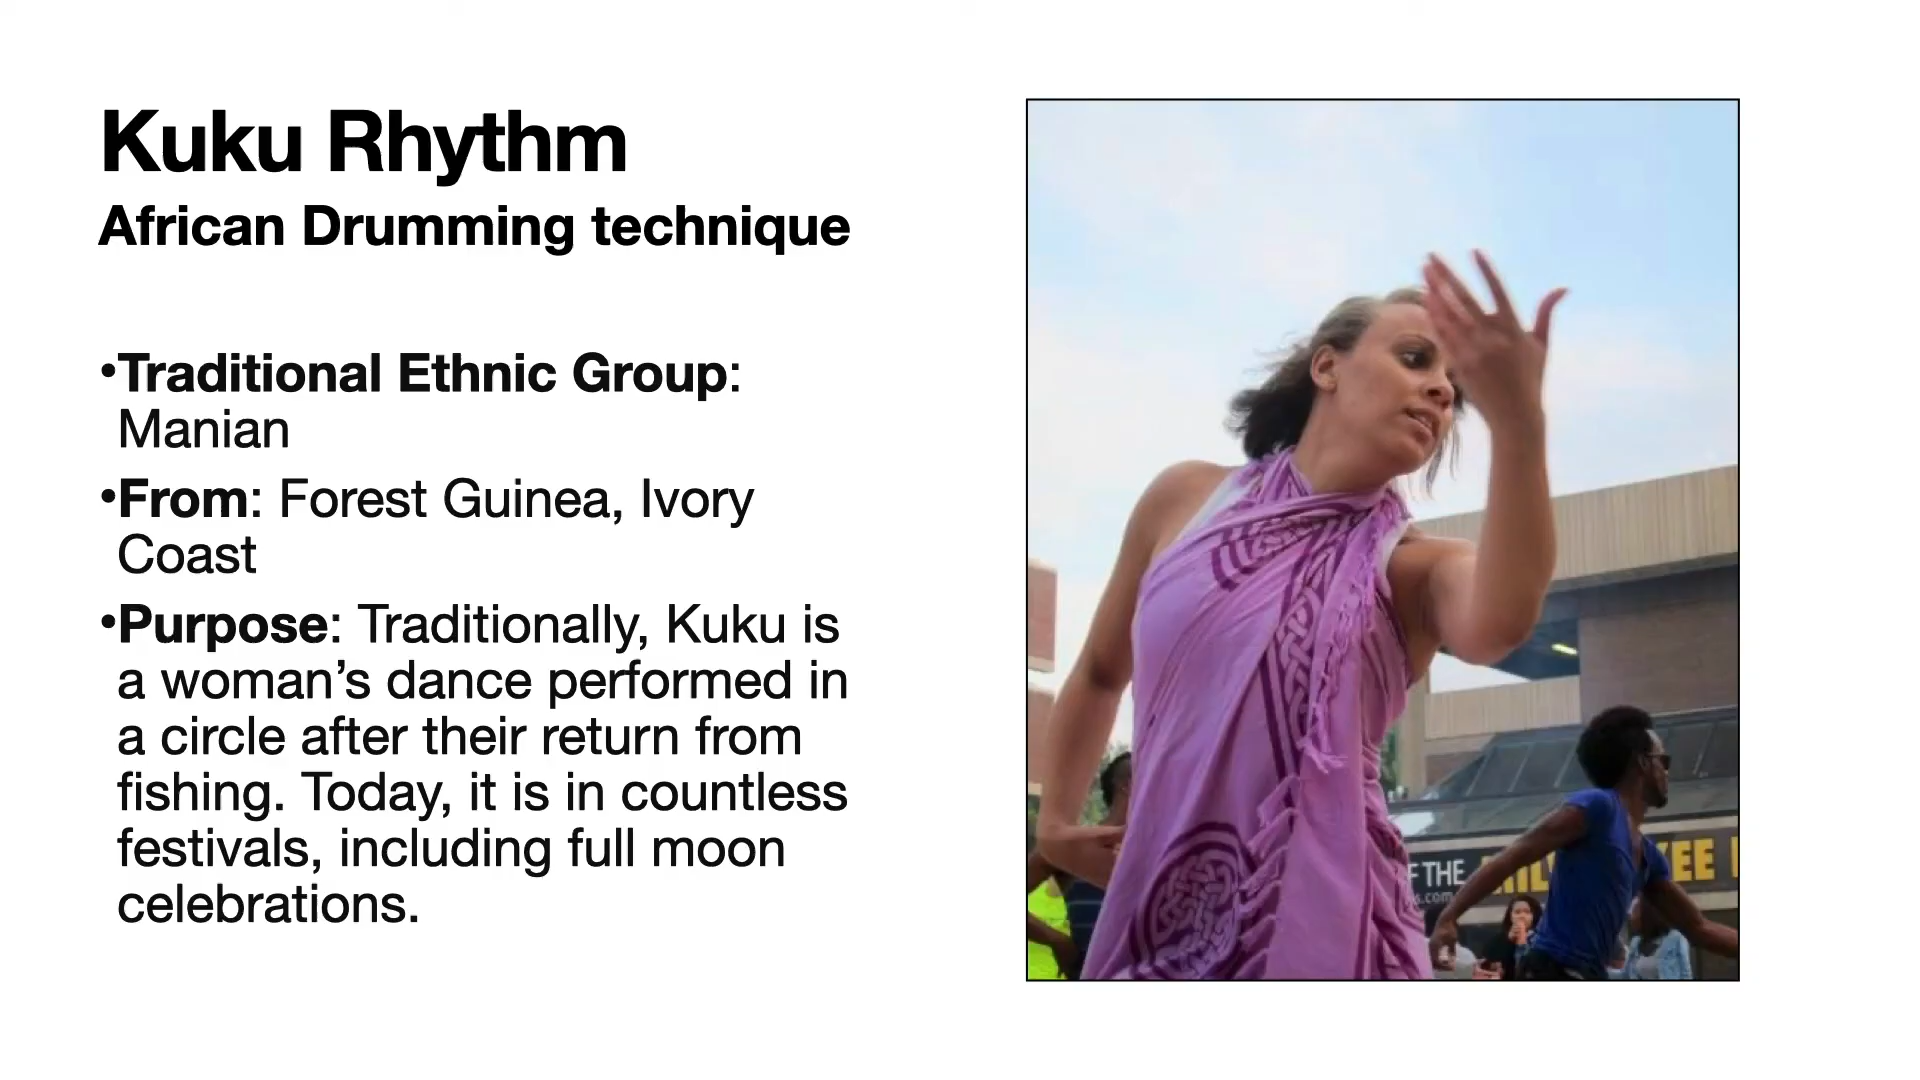 Kuku Rhythm
African Drumming technique
•Traditional Ethnic Group:
Manian
•From: Forest Guinea, Ivory
Coast
•Purpose: Traditionally, Kuku is
a woman’s dance performed in
a circle after their return from
fishing. Today, it is in countless
festivals, including full moon
celebrations.
F THE